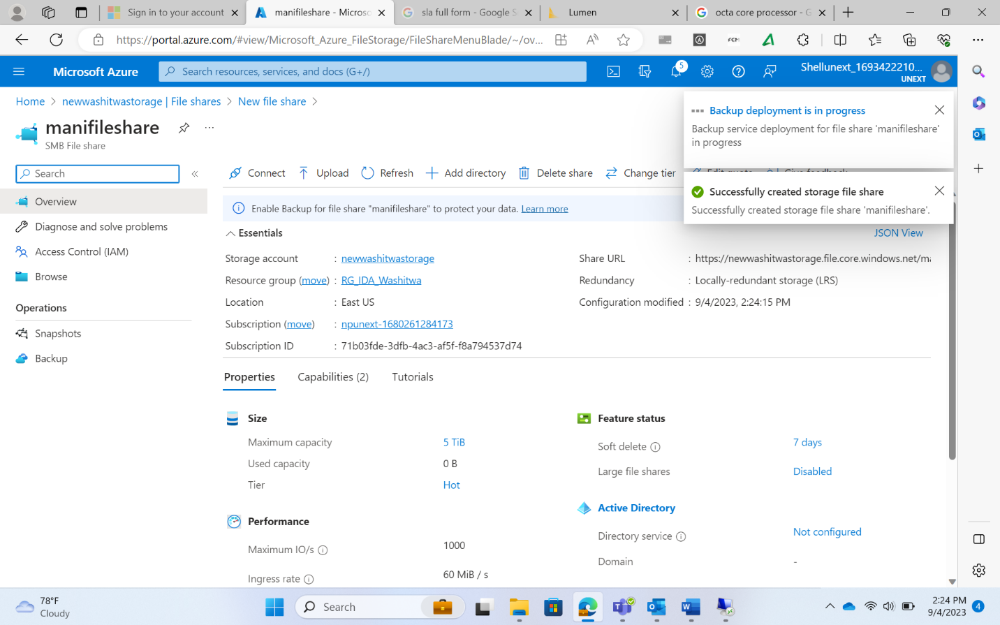 Sign in to your account
manifileshare - Microso
sla full form - Google S
Lumen
octa core processor - G
https://portal.azure.com/#view/Microsoft_Azure_FileStorage/FileShareMenuBlade/~/ov...
FCM
Microsoft Azure
Search resources, services, and docs (G+/)
5
Shellunext_1693422210...
UNEXT
Home > newwashitwastorage | File shares > New file share >
manifileshare
SMB File share
Backup deployment is in progress
Backup service deployment for file share 'manifileshare'
in progress
Successfully created storage file share
Successfully created storage file share 'manifileshare'.
Search
Overview
Diagnose and solve problems
Access Control (IAM)
Browse
Operations
Snapshots
Backup
Connect Upload Refresh Add directory Delete share Change tier
Enable Backup for file share "manifileshare" to protect your data. Learn more
Essentials
JSON View
Storage account : newwashitwastorage
Resource group (move) : RG_IDA_Washitwa
Location : East US
Subscription (move) : npunext-1680261284173
Subscription ID : 71b03fde-3dfb-4ac3-af5f-f8a794537d74
Share URL : https://newwashitwastorage.file.core.windows.net/ma
Redundancy : Locally-redundant storage (LRS)
Configuration modified : 9/4/2023, 2:24:15 PM
Properties Capabilities (2) Tutorials
Size
Maximum capacity 5 TiB
Used capacity 0 B
Tier Hot
Performance
Maximum IO/s 1000
Ingress rate 60 MiB / s
Feature status
Soft delete 7 days
Large file shares Disabled
Active Directory
Directory service Not configured
Domain -
78°F
Cloudy
Search
2:24 PM
9/4/2023
4